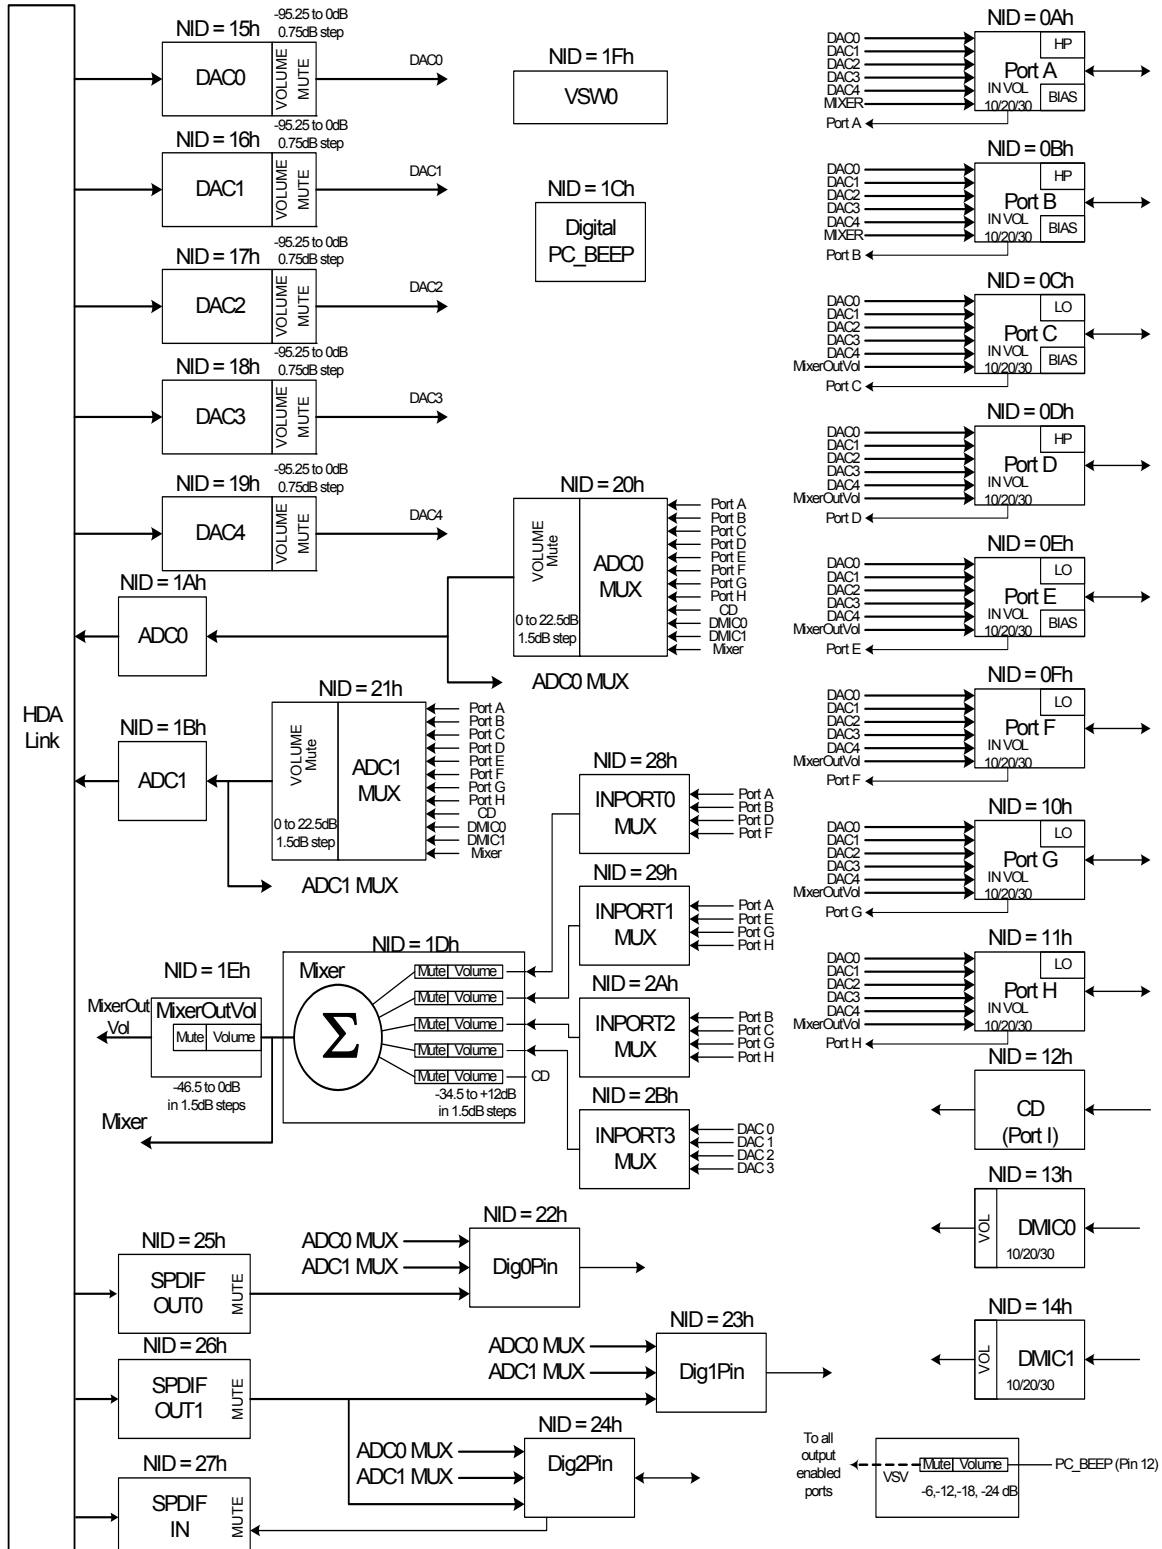 HDA
Link
NID = 15h
-95.25 to 0dB
0.75dB step
DAC0
VOLUME
MUTE
DAC0
NID = 16h
-95.25 to 0dB
0.75dB step
DAC1
VOLUME
MUTE
DAC1
NID = 17h
-95.25 to 0dB
0.75dB step
DAC2
VOLUME
MUTE
DAC2
NID = 18h
-95.25 to 0dB
0.75dB step
DAC3
VOLUME
MUTE
DAC3
NID = 19h
-95.25 to 0dB
0.75dB step
DAC4
VOLUME
MUTE
DAC4
NID = 1Fh
VSW0
NID = 1Ch
Digital
PC_BEEP
NID = 1Ah
ADC0
NID = 20h
VOLUME
Mute
0 to 22.5dB
1.5dB step
ADC0
MUX
Port A
Port B
Port C
Port D
Port E
Port F
Port G
Port H
CD
DMIC0
DMIC1
Mixer
ADC0 MUX
NID = 1Bh
ADC1
NID = 21h
VOLUME
Mute
0 to 22.5dB
1.5dB step
ADC1
MUX
Port A
Port B
Port C
Port D
Port E
Port F
Port G
Port H
CD
DMIC0
DMIC1
Mixer
ADC1 MUX
NID = 28h
INPORT0
MUX
Port A
Port B
Port D
Port F
NID = 29h
INPORT1
MUX
Port A
Port E
Port G
Port H
NID = 2Ah
INPORT2
MUX
Port B
Port C
Port G
Port H
NID = 2Bh
INPORT3
MUX
DAC 0
DAC 1
DAC 2
DAC 3
NID = 1Dh
Mixer
Σ
Mute Volume
Mute Volume
Mute Volume
Mute Volume
Mute Volume
CD
-34.5 to +12dB
in 1.5dB steps
NID = 1Eh
MixerOutVol
Mute Volume
-46.5 to 0dB
in 1.5dB steps
MixerOut
Vol
Mixer
NID = 25h
SPDIF
OUT0
MUTE
NID = 22h
ADC0 MUX
ADC1 MUX
Dig0Pin
NID = 26h
SPDIF
OUT1
MUTE
NID = 23h
ADC0 MUX
ADC1 MUX
Dig1Pin
NID = 27h
SPDIF
IN
MUTE
NID = 24h
ADC0 MUX
ADC1 MUX
Dig2Pin
NID = 0Ah
DAC0
DAC1
DAC2
DAC3
DAC4
MIXER
Port A
HP
Port A
IN VOL
10/20/30
BIAS
NID = 0Bh
DAC0
DAC1
DAC2
DAC3
DAC4
MIXER
Port B
HP
Port B
IN VOL
10/20/30
BIAS
NID = 0Ch
DAC0
DAC1
DAC2
DAC3
DAC4
MixerOutVol
Port C
LO
Port C
IN VOL
10/20/30
BIAS
NID = 0Dh
DAC0
DAC1
DAC2
DAC3
DAC4
MixerOutVol
Port D
HP
Port D
IN VOL
10/20/30
NID = 0Eh
DAC0
DAC1
DAC2
DAC3
DAC4
MixerOutVol
Port E
LO
Port E
IN VOL
10/20/30
BIAS
NID = 0Fh
DAC0
DAC1
DAC2
DAC3
DAC4
MixerOutVol
Port F
LO
Port F
IN VOL
10/20/30
NID = 10h
DAC0
DAC1
DAC2
DAC3
DAC4
MixerOutVol
Port G
LO
Port G
IN VOL
10/20/30
NID = 11h
DAC0
DAC1
DAC2
DAC3
DAC4
MixerOutVol
Port H
LO
Port H
IN VOL
10/20/30
NID = 12h
CD
(Port I)
NID = 13h
VOL
DMIC0
10/20/30
NID = 14h
VOL
DMIC1
10/20/30
To all
output
enabled
ports
VSV
Mute Volume
-6,-12,-18, -24 dB
PC_BEEP (Pin 12)